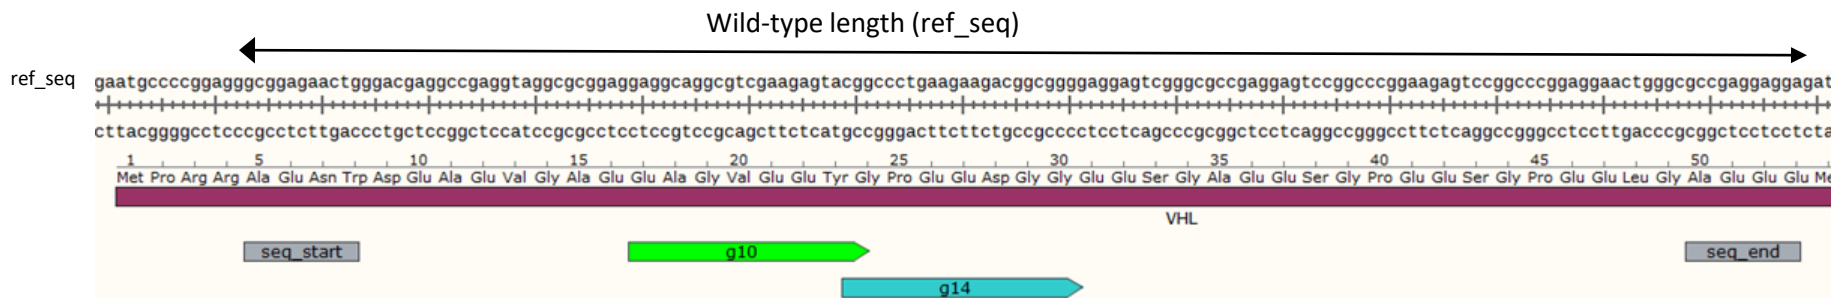 Wild-type length (ref_seq)
ref_seq gaatgccccggagggcggagaactgggacgaggccgaggtaggcgcggaggaggcaggcgtcgaagagtacggccctgaagaagacggcggggaggagtcgggcgccgaggagtccggcccggaagagtccggcccggaggaactgggcgccgaggaggagat
cttacggggcctcccgcctcttgaccctgctccggctccatccgcgcctcctccgtccgcagcttctcatgccgggacttcttctgccgcccctcctcagcccgcggctcctcaggccgggccttctcaggccgggcctccttgacccgcggctcctcctcta
1 5 10 15 20 25 30 35 40 45 50
Met Pro Arg Arg Ala Glu Asn Trp Asp Glu Ala Glu Val Gly Ala Glu Glu Ala Gly Val Glu Glu Tyr Gly Pro Glu Glu Asp Gly Gly Glu Glu Ser Gly Ala Glu Glu Ser Gly Pro Glu Glu Ser Gly Pro Glu Glu Leu Gly Ala Glu Glu Glu Me
VHL
seq_start g10 seq_end
g14